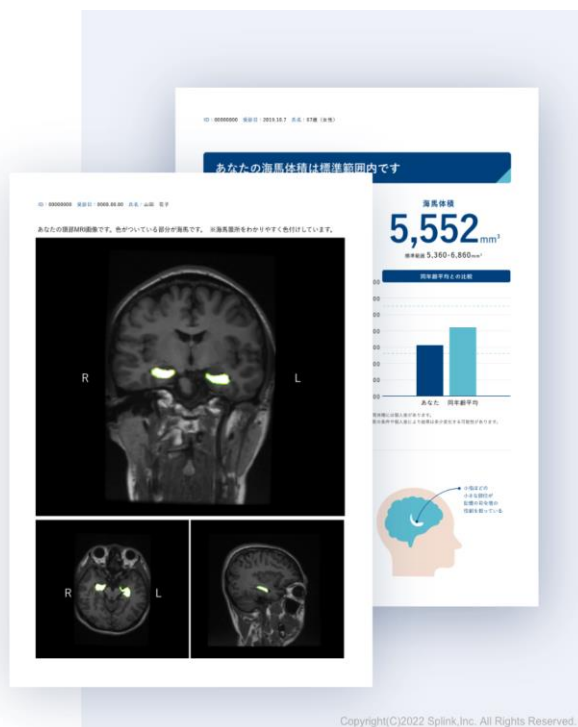 ID：00000000 受診日：2019.10.7 氏名：57歳（女性）
あなたの海馬体積は標準範囲内です
海馬体積
5,552mm³
標準範囲 5,360-6,860mm³
同年齢平均との比較
あなた 同年齢平均
小指ほどの
小さな部位が
記憶の司令塔の
役割を担っている
ID：00000000 受診日：0000.00.00 氏名：山田 花子
あなたの頭部MRI画像です。色がついている部分が海馬です。 ※海馬箇所をわかりやすく色付けしています。
R
L
R
L
Copyright(C)2022 Splink,Inc. All Rights Reserved.